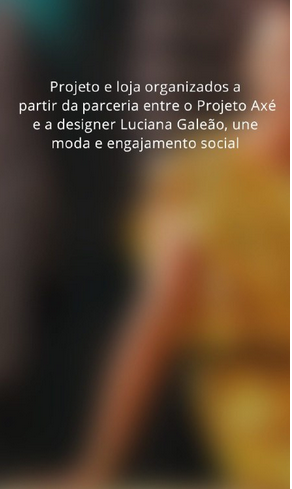 Projeto e loja organizados a
partir da parceria entre o Projeto Axé
e a designer Luciana Galeão, une
moda e engajamento social